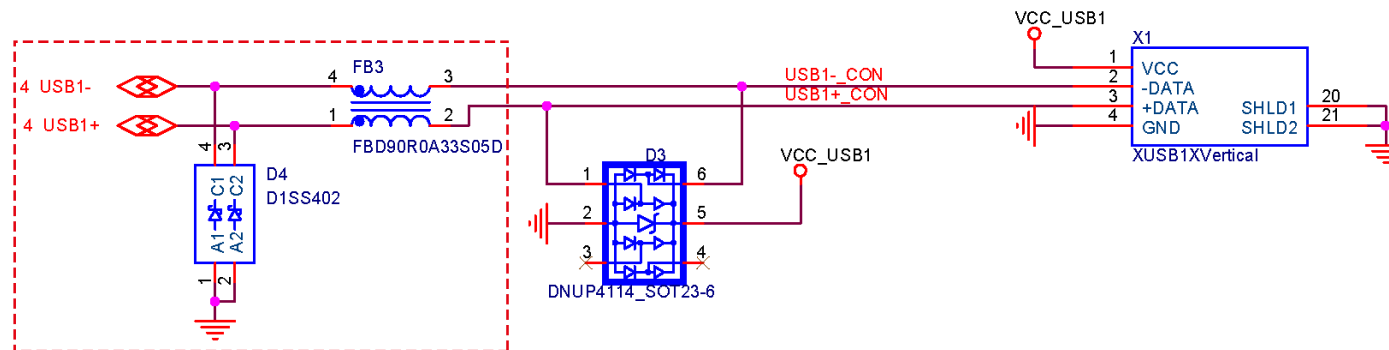 VCC_USB1
X1
FB3
4 USB1-
4
3
USB1-_CON
1
VCC
2
-DATA
USB1+_CON
3
+DATA
SHLD1
20
4 USB1+
1
2
4
GND
SHLD2
21
FBD90R0A33S05D
XUSB1XVertical
4
3
D4
D1SS402
C1
C2
A1
A2
1
2
D3
VCC_USB1
1
6
2
5
3
4
DNUP4114_SOT23-6